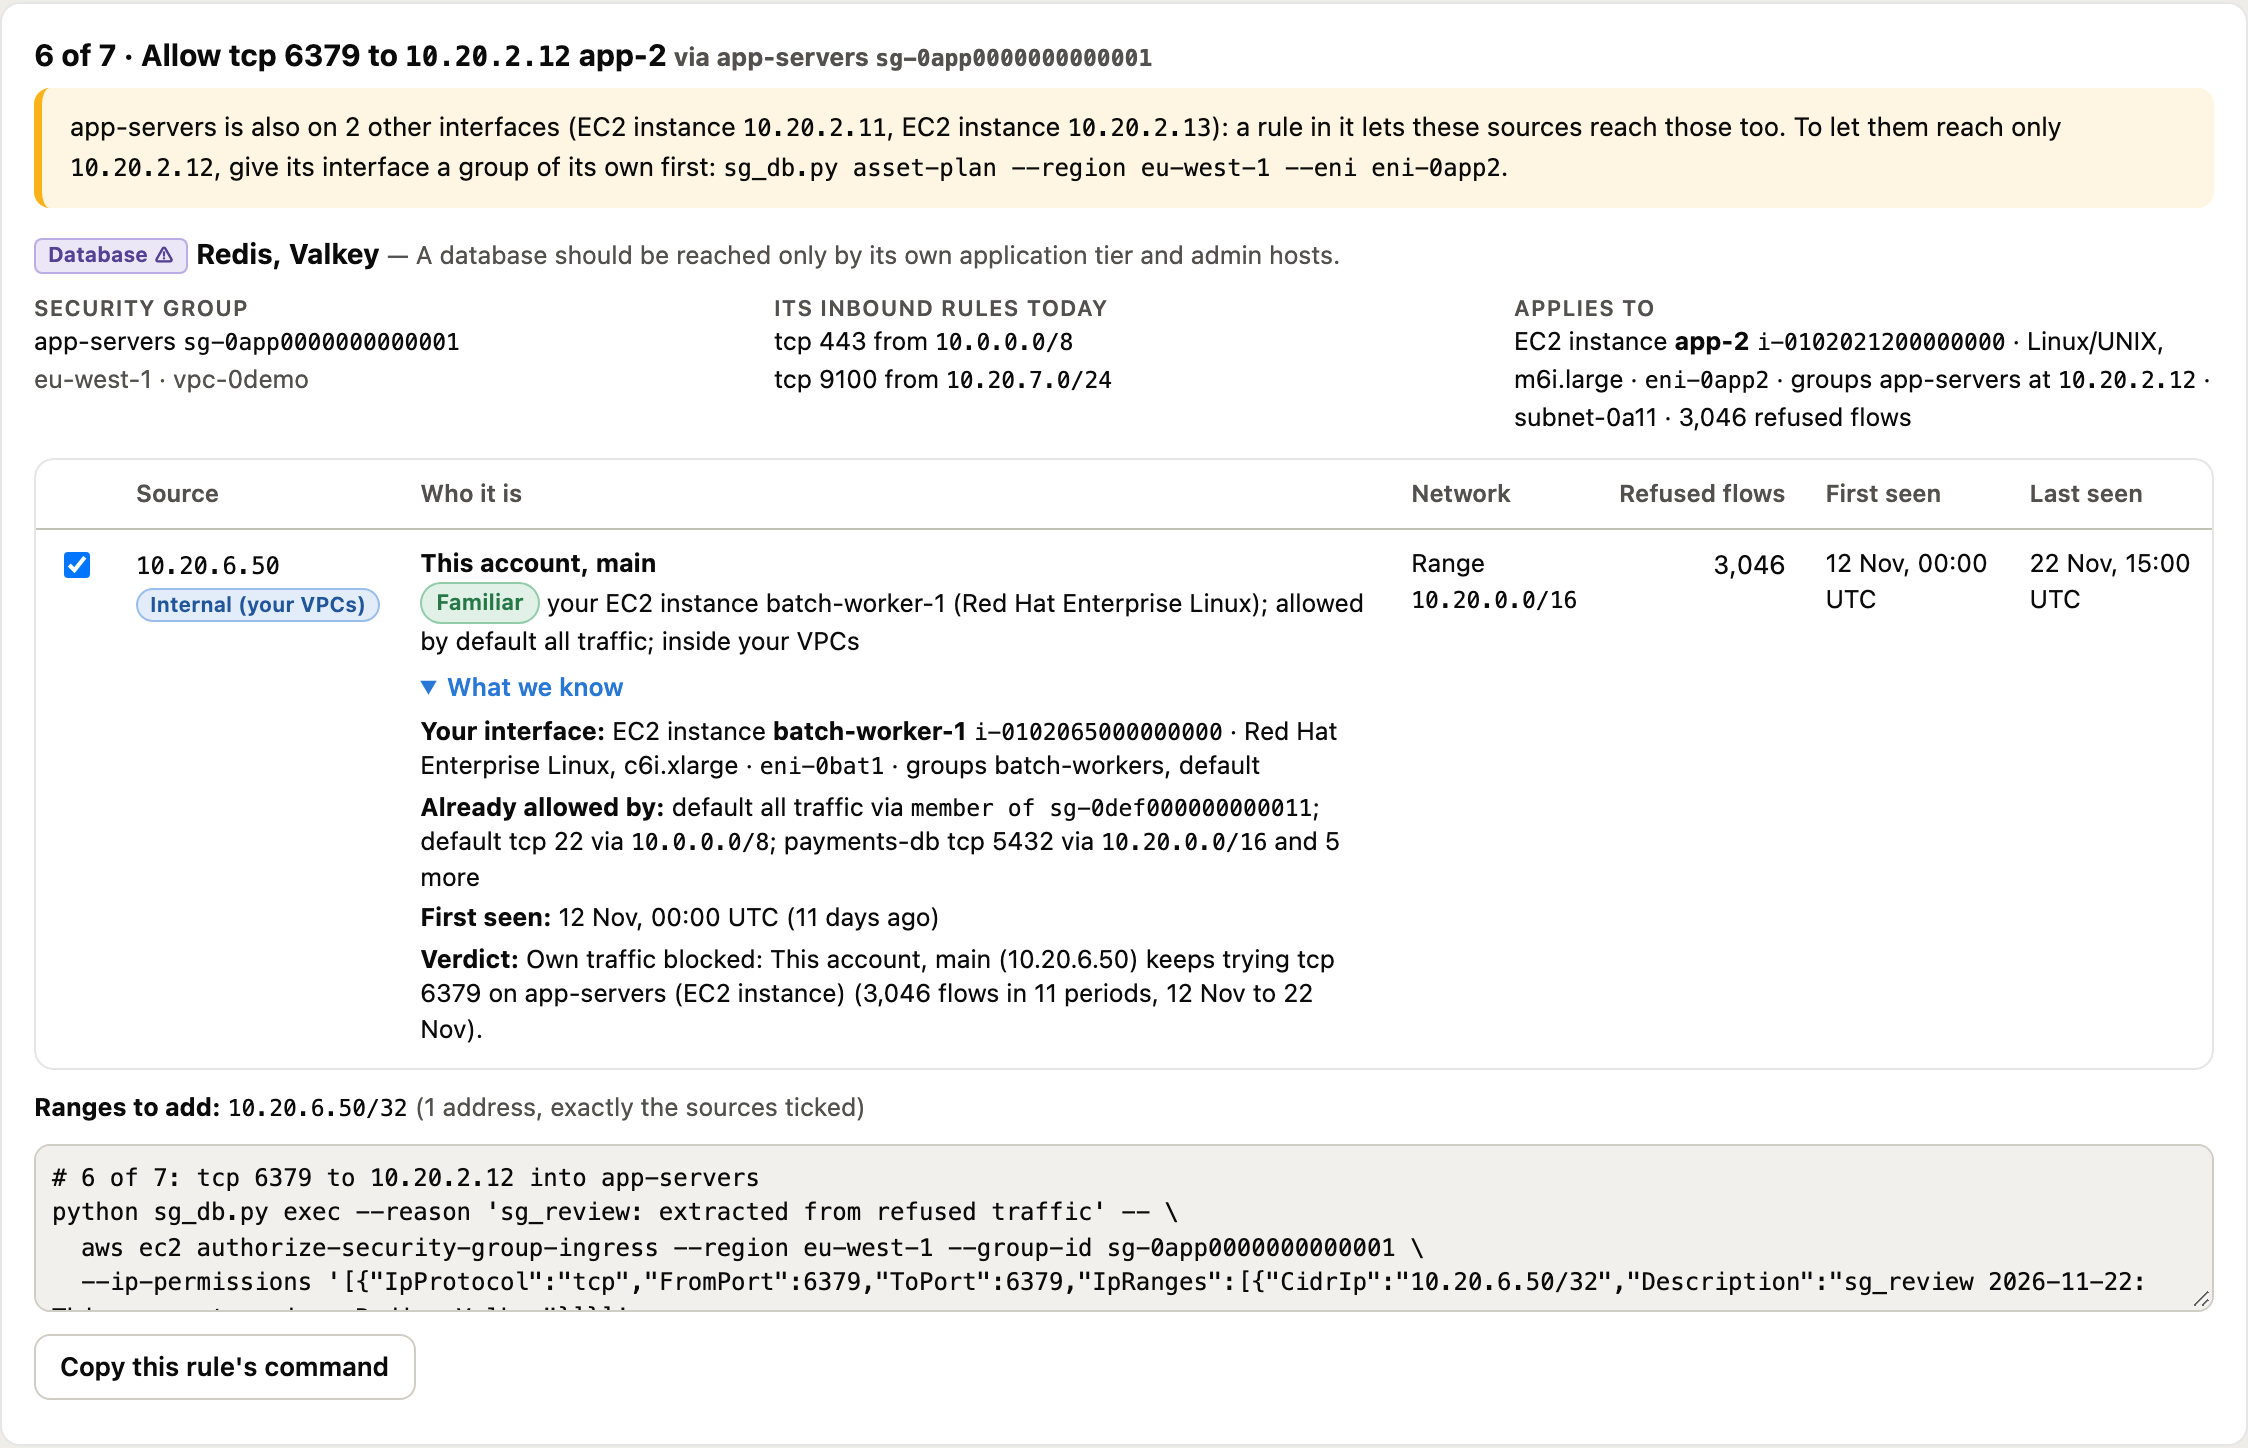 6 of 7 · Allow tcp 6379 to 10.20.2.12 app-2 via app-servers sg-0app0000000000001
app-servers is also on 2 other interfaces (EC2 instance 10.20.2.11, EC2 instance 10.20.2.13): a rule in it lets these sources reach those too. To let them reach only
10.20.2.12, give its interface a group of its own first: sg_db.py asset-plan --region eu-west-1 --eni eni-0app2.
Database ⚠ Redis, Valkey — A database should be reached only by its own application tier and admin hosts.
SECURITY GROUP
app-servers sg-0app0000000000001
eu-west-1 · vpc-0demo
ITS INBOUND RULES TODAY
tcp 443 from 10.0.0.0/8
tcp 9100 from 10.20.7.0/24
APPLIES TO
EC2 instance app-2 i-0102021200000000 · Linux/UNIX,
m6i.large · eni-0app2 · groups app-servers at 10.20.2.12 ·
subnet-0a11 · 3,046 refused flows
Source Who it is Network Refused flows First seen Last seen
10.20.6.50
Internal (your VPCs)
This account, main
Familiar your EC2 instance batch-worker-1 (Red Hat Enterprise Linux); allowed
by default all traffic; inside your VPCs
▼ What we know
Your interface: EC2 instance batch-worker-1 i-0102065000000000 · Red Hat
Enterprise Linux, c6i.xlarge · eni-0bat1 · groups batch-workers, default
Already allowed by: default all traffic via member of sg-0def000000000011;
default tcp 22 via 10.0.0.0/8; payments-db tcp 5432 via 10.20.0.0/16 and 5
more
First seen: 12 Nov, 00:00 UTC (11 days ago)
Verdict: Own traffic blocked: This account, main (10.20.6.50) keeps trying tcp
6379 on app-servers (EC2 instance) (3,046 flows in 11 periods, 12 Nov to 22
Nov).
Range
10.20.0.0/16
3,046
12 Nov, 00:00
UTC
22 Nov, 15:00
UTC
Ranges to add: 10.20.6.50/32 (1 address, exactly the sources ticked)
# 6 of 7: tcp 6379 to 10.20.2.12 into app-servers
python sg_db.py exec --reason 'sg_review: extracted from refused traffic' -- \
aws ec2 authorize-security-group-ingress --region eu-west-1 --group-id sg-0app0000000000001 \
--ip-permissions '[{"IpProtocol":"tcp","FromPort":6379,"ToPort":6379,"IpRanges":[{"CidrIp":"10.20.6.50/32","Description":"sg_review 2026-11-22:
Copy this rule's command